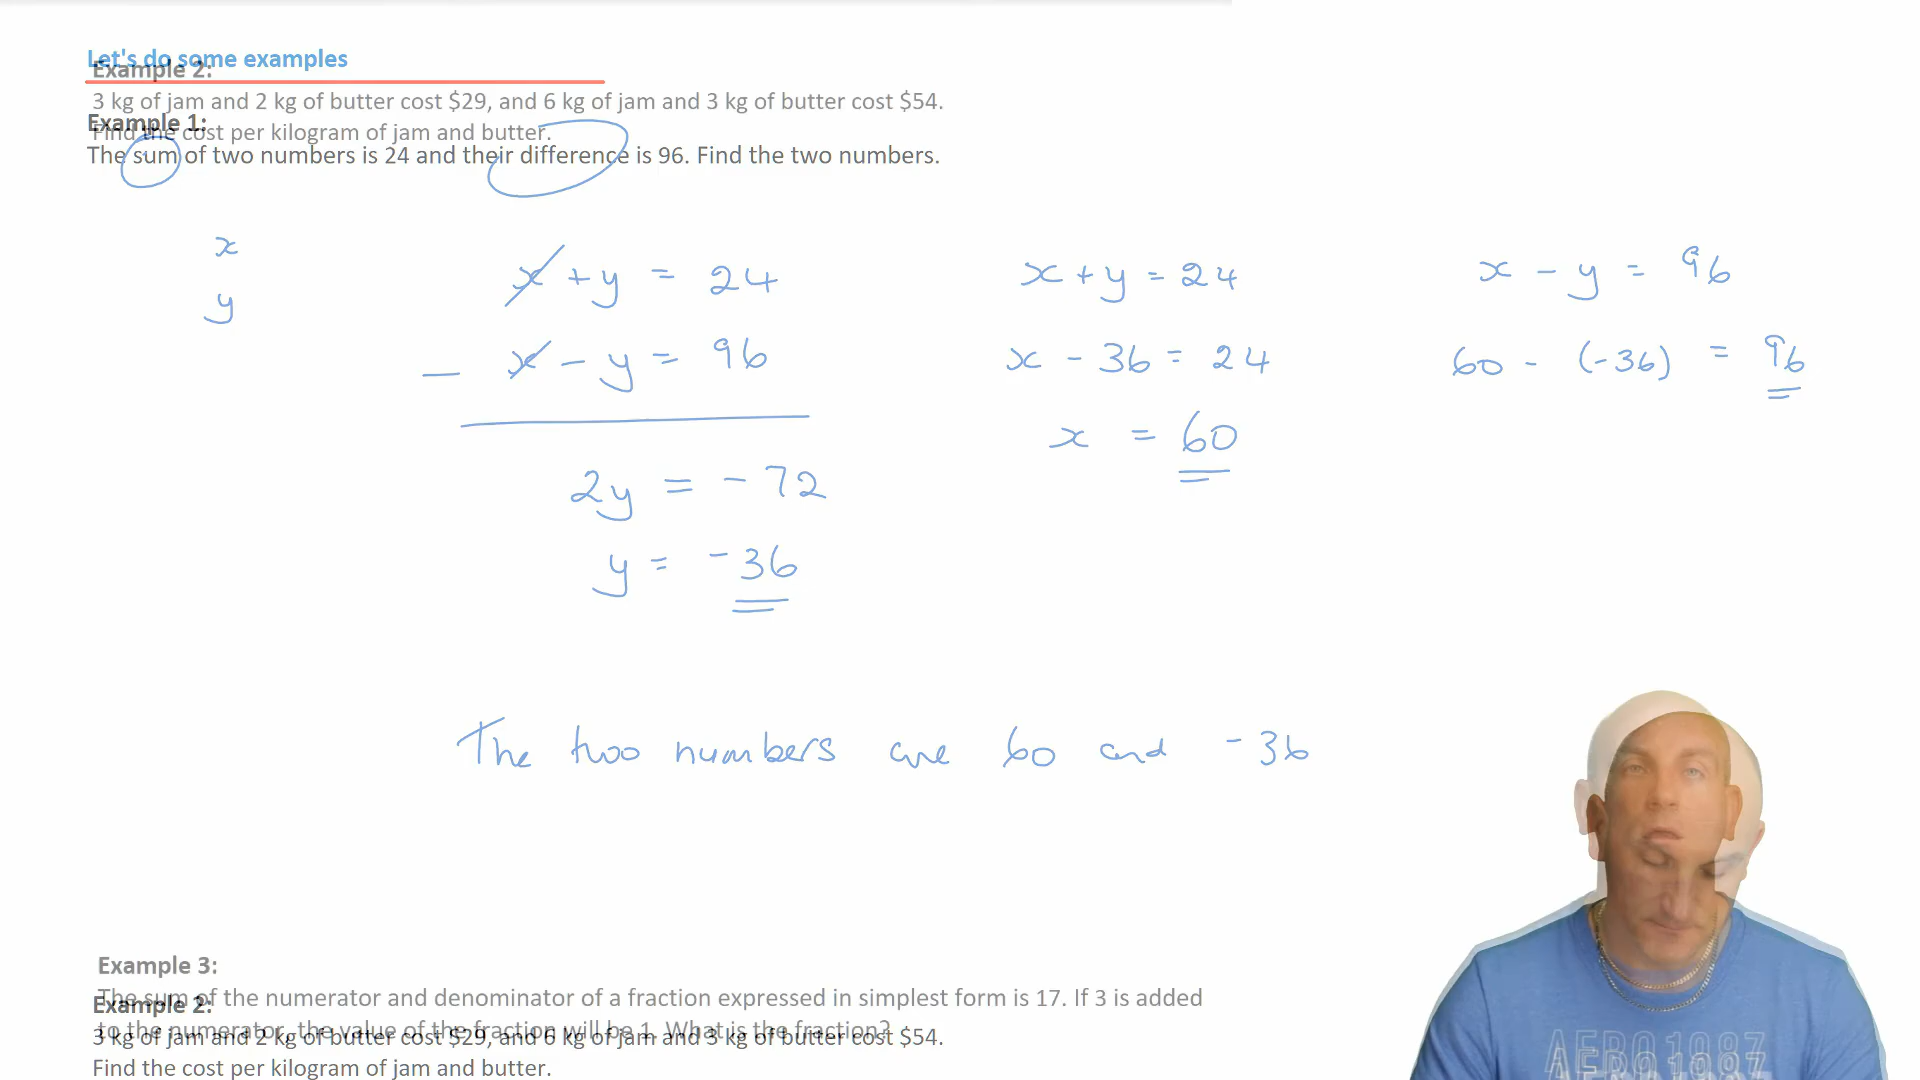 Let's do some examples
Example 2:
3 kg of jam and 2 kg of butter cost $29, and 6 kg of jam and 3 kg of butter cost $54.
Example 1:
Find the cost per kilogram of jam and butter.
The sum of two numbers is 24 and their difference is 96. Find the two numbers.
x
y
x + y = 24
x - y = 96
2y = -72
y = -36
x + y = 24
x - 36 = 24
x = 60
x - y = 96
60 - (-36) = 96
The two numbers are 60 and -36
Example 3:
The sum of the numerator and denominator of a fraction expressed in simplest form is 17. If 3 is added
Example 2:
to the numerator, the value of the fraction will be 1. What is the fraction?
3 kg of jam and 2 kg of butter cost $29, and 6 kg of jam and 3 kg of butter cost $54.
Find the cost per kilogram of jam and butter.
AERO 1987